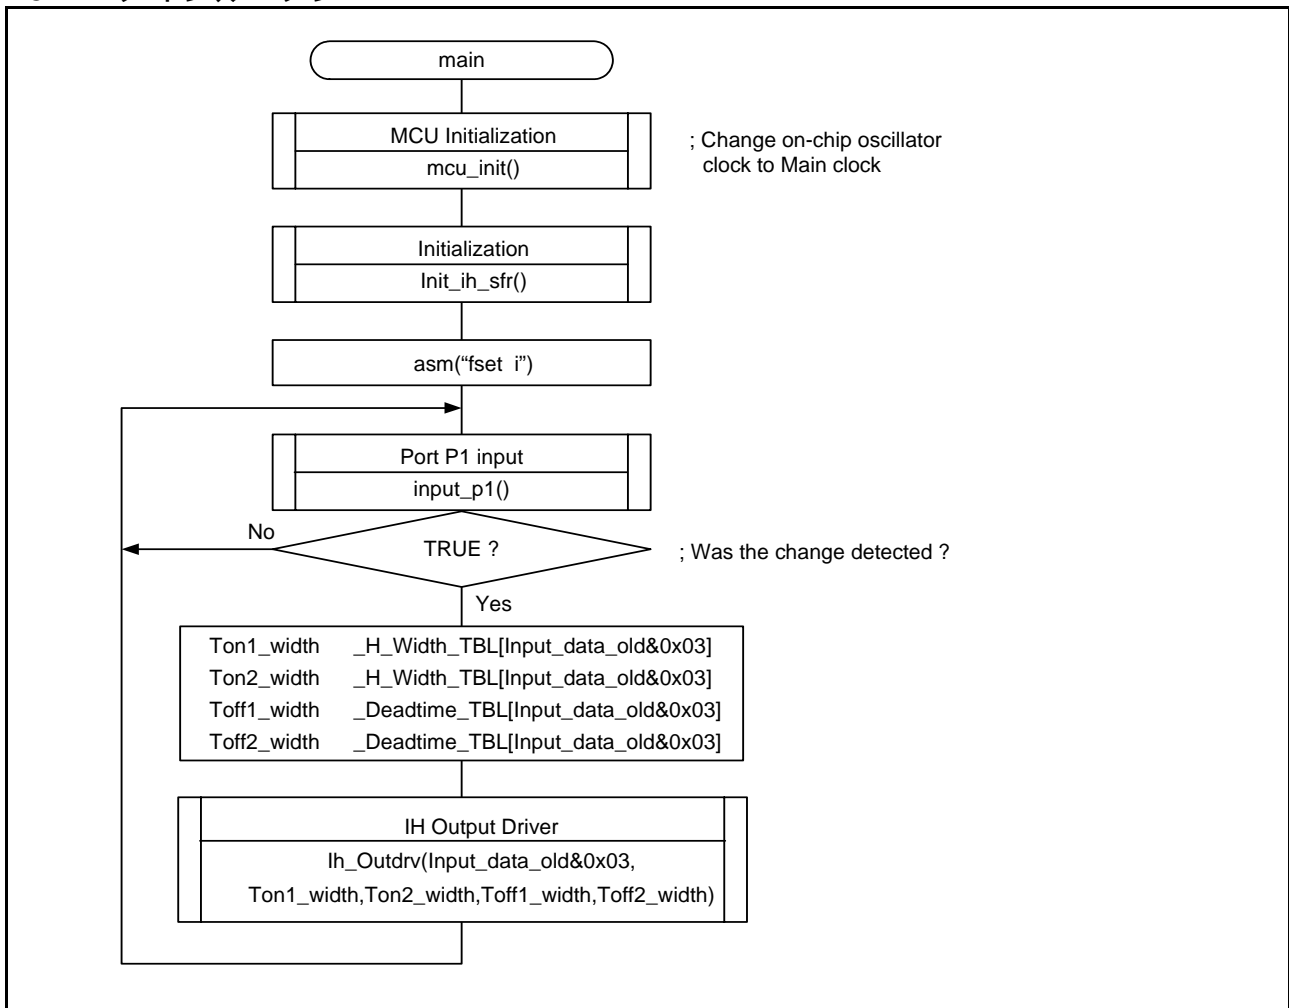 main
MCU Initialization
mcu_init()
; Change on-chip oscillator
clock to Main clock
Initialization
Init_ih_sfr()
asm(“fset i”)
Port P1 input
input_p1()
No
TRUE ?
; Was the change detected ?
Yes
Ton1_width _H_Width_TBL[Input_data_old&0x03]
Ton2_width _H_Width_TBL[Input_data_old&0x03]
Toff1_width _Deadtime_TBL[Input_data_old&0x03]
Toff2_width _Deadtime_TBL[Input_data_old&0x03]
IH Output Driver
Ih_Outdrv(Input_data_old&0x03,
Ton1_width,Ton2_width,Toff1_width,Toff2_width)